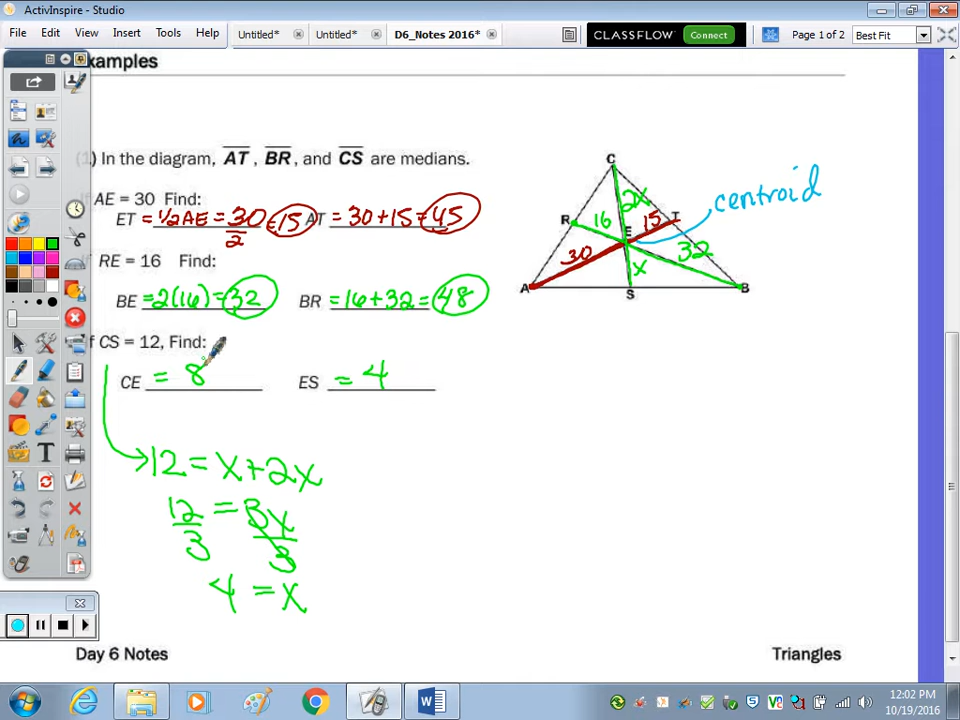 ActivInspire - Studio
File Edit View Insert Tools Help
Untitled* Untitled* D6_Notes 2016*
CLASSFLOW Connect
Page 1 of 2
Best Fit
xamples
1) In the diagram, AT, BR, and CS are medians.
AE = 30 Find:
ET = 1/2 AE = 30/2 = 15 AT = 30+15 = 45
RE = 16 Find:
BE = 2(16) = 32 BR = 16+32 = 48
f CS = 12, Find:
CE = 8 ES = 4
12 = x+2x
12/3 = 3x/3
4 = x
C
centroid
2x
R 16 15 T
E
30 32
x
A S B
Day 6 Notes Triangles
12:02 PM
10/19/2016